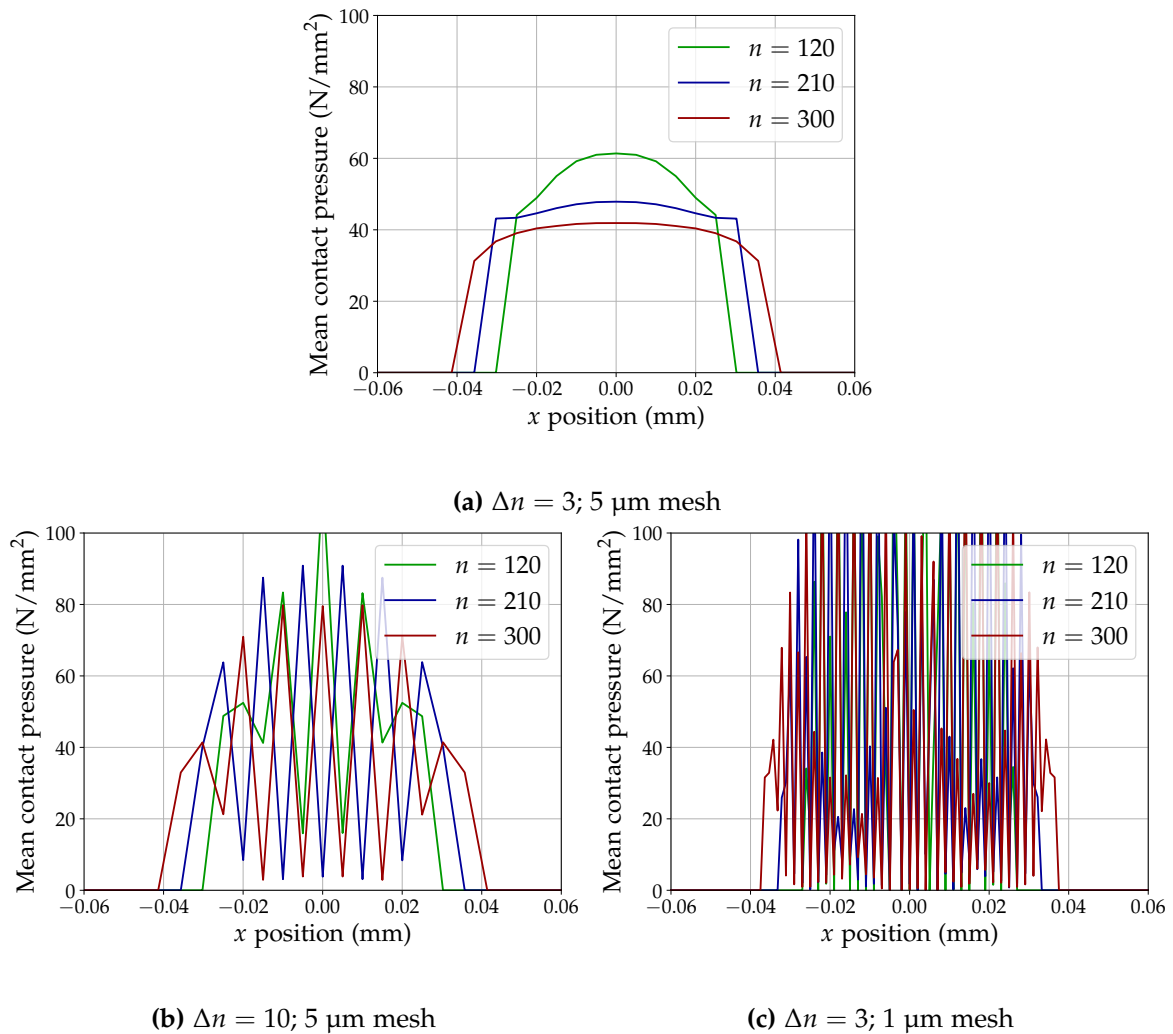 100
80
60
40
20
0
Mean contact pressure (N/mm²)
n = 120
n = 210
n = 300
−0.06 −0.04 −0.02 0.00 0.02 0.04 0.06
x position (mm)
(a) Δn = 3; 5 µm mesh
100
80
60
40
20
0
Mean contact pressure (N/mm²)
n = 120
n = 210
n = 300
−0.06 −0.04 −0.02 0.00 0.02 0.04 0.06
x position (mm)
(b) Δn = 10; 5 µm mesh
100
80
60
40
20
0
Mean contact pressure (N/mm²)
n = 120
n = 210
n = 300
−0.06 −0.04 −0.02 0.00 0.02 0.04 0.06
x position (mm)
(c) Δn = 3; 1 µm mesh